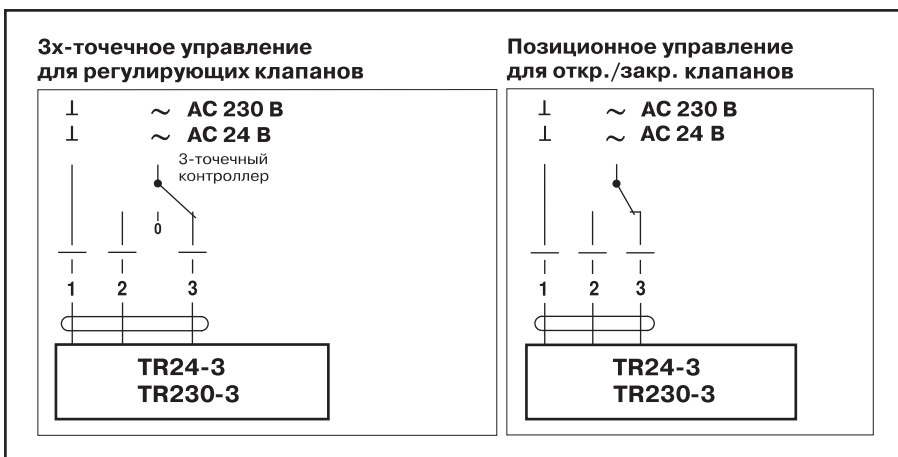 3х-точечное управление
для регулирующих клапанов
⊥ ~ AC 230 В
⊥ ~ AC 24 В
3-точечный
контроллер
0
1 2 3
TR24-3
TR230-3
Позиционное управление
для откр./закр. клапанов
⊥ ~ AC 230 В
⊥ ~ AC 24 В
1 2 3
TR24-3
TR230-3